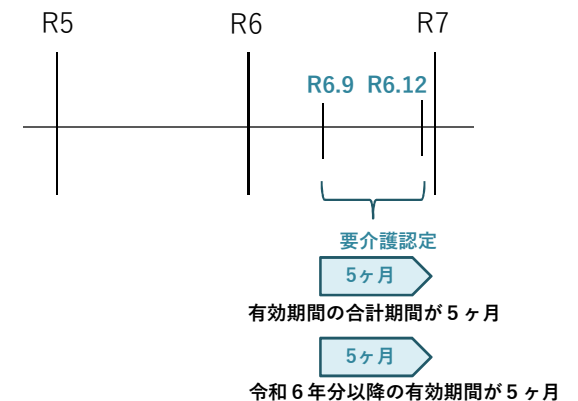 R5 R6 R7
R6.9 R6.12
要介護認定
5ヶ月
有効期間の合計期間が５ヶ月
5ヶ月
令和６年分以降の有効期間が５ヶ月